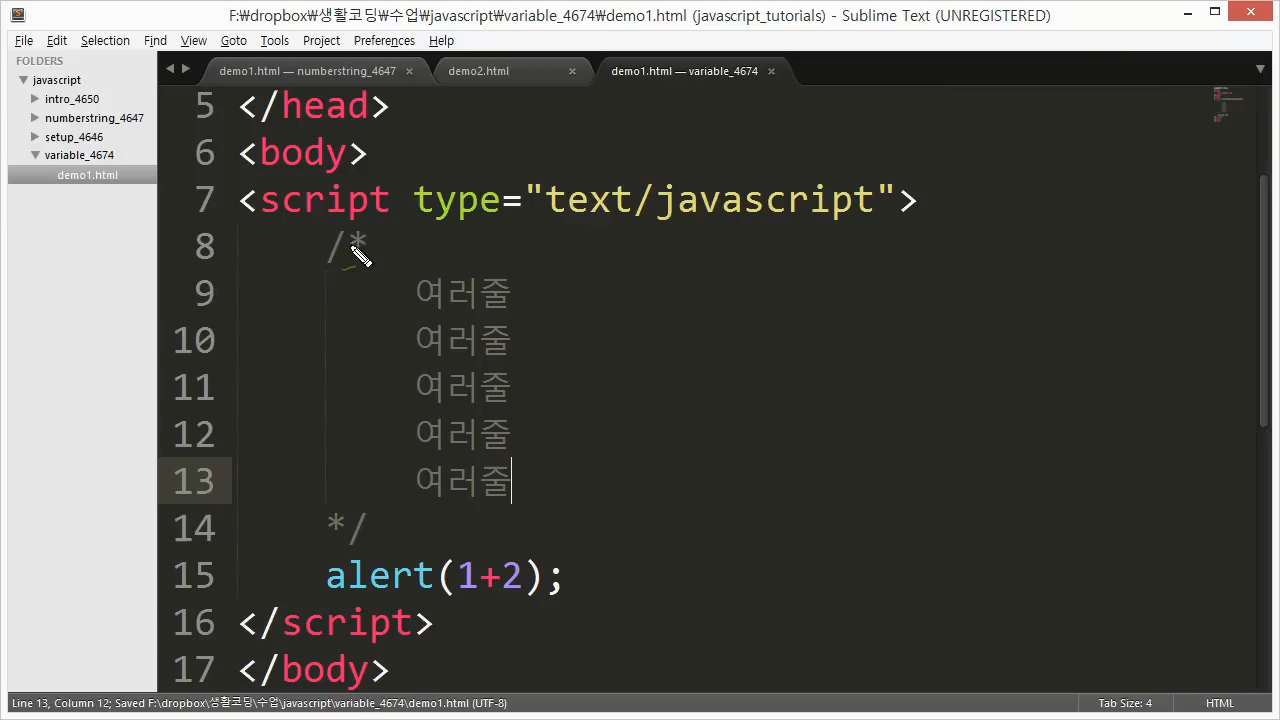 F:₩dropbox₩생활코딩₩수업₩javascript₩variable_4674₩demo1.html (javascript_tutorials) - Sublime Text (UNREGISTERED)
File Edit Selection Find View Goto Tools Project Preferences Help
FOLDERS
javascript
intro_4650
numberstring_4647
setup_4646
variable_4674
demo1.html
demo1.html — numberstring_4647 × demo2.html × demo1.html — variable_4674 ×
5 </head>
6 <body>
7 <script type="text/javascript">
8 /*
9 여러줄
10 여러줄
11 여러줄
12 여러줄
13 여러줄
14 */
15 alert(1+2);
16 </script>
17 </body>
Line 13, Column 12; Saved F:\dropbox\생활코딩\수업\javascript\variable_4674\demo1.html (UTF-8) Tab Size: 4 HTML